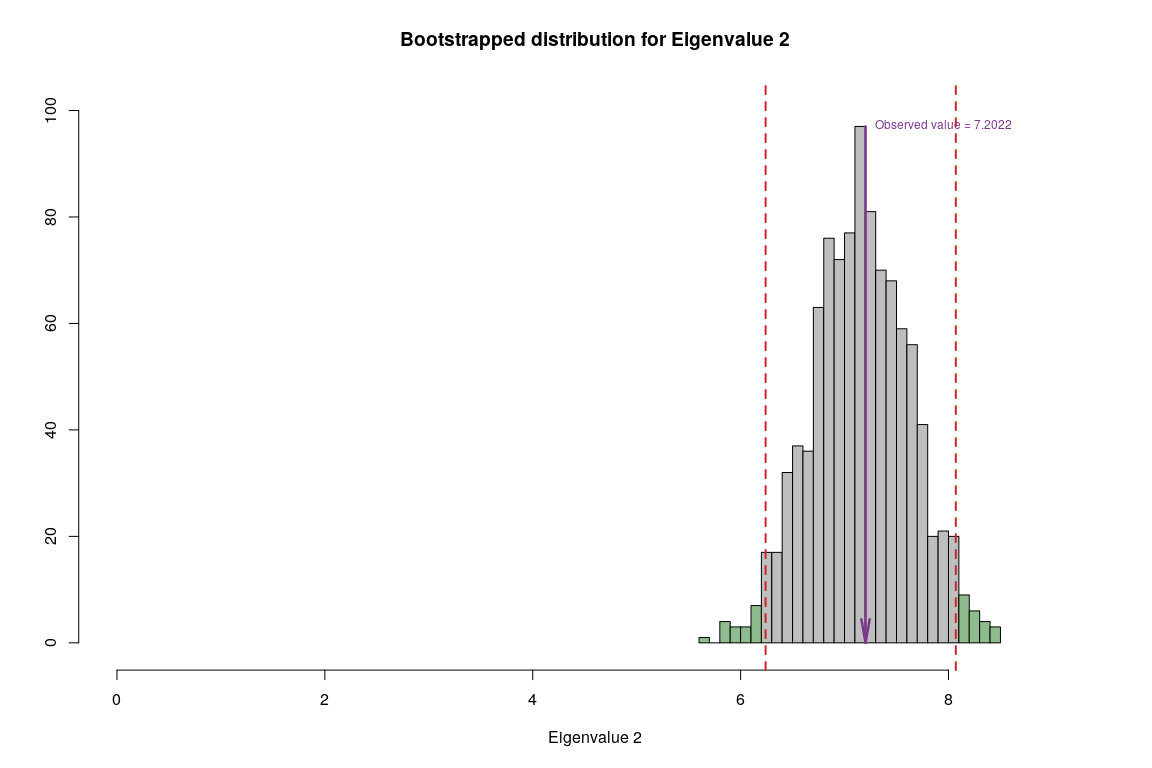 Bootstrapped distribution for Eigenvalue 2
100
80
60
40
20
0
Observed value = 7.2022
0 2 4 6 8
Eigenvalue 2